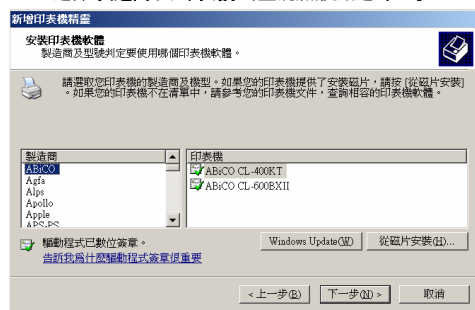 新增印表機精靈
安裝印表機軟體
製造商及型號判定要使用哪個印表機軟體。
請選取您印表機的製造商及機型。如果您的印表機提供了安裝磁片，請按 [從磁片安裝]
。如果您的印表機不在清單中，請參考您的印表機文件，查詢相容的印表機軟體。
製造商
ABiCO
Agfa
Alps
Apollo
Apple
APS-PS
印表機
ABiCO CL-400KT
ABiCO CL-600BXII
驅動程式已數位簽章。
告訴我為什麼驅動程式簽章很重要
Windows Update(W)
從磁片安裝(H)...
< 上一步(B)
下一步(N) >
取消